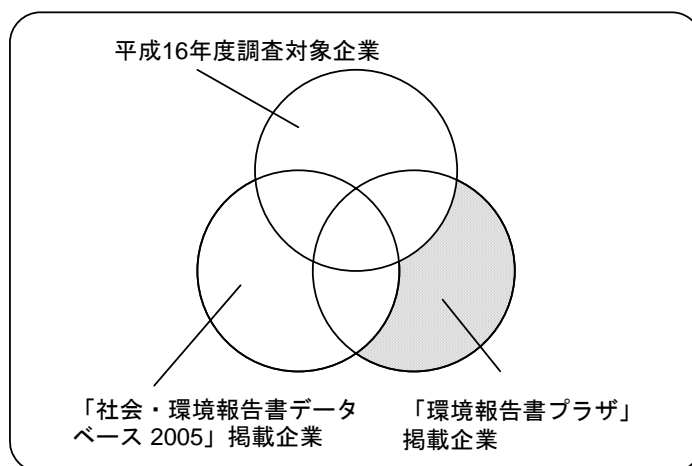 平成16年度調査対象企業
「社会・環境報告書データ
ベース 2005」掲載企業
「環境報告書プラザ」
掲載企業